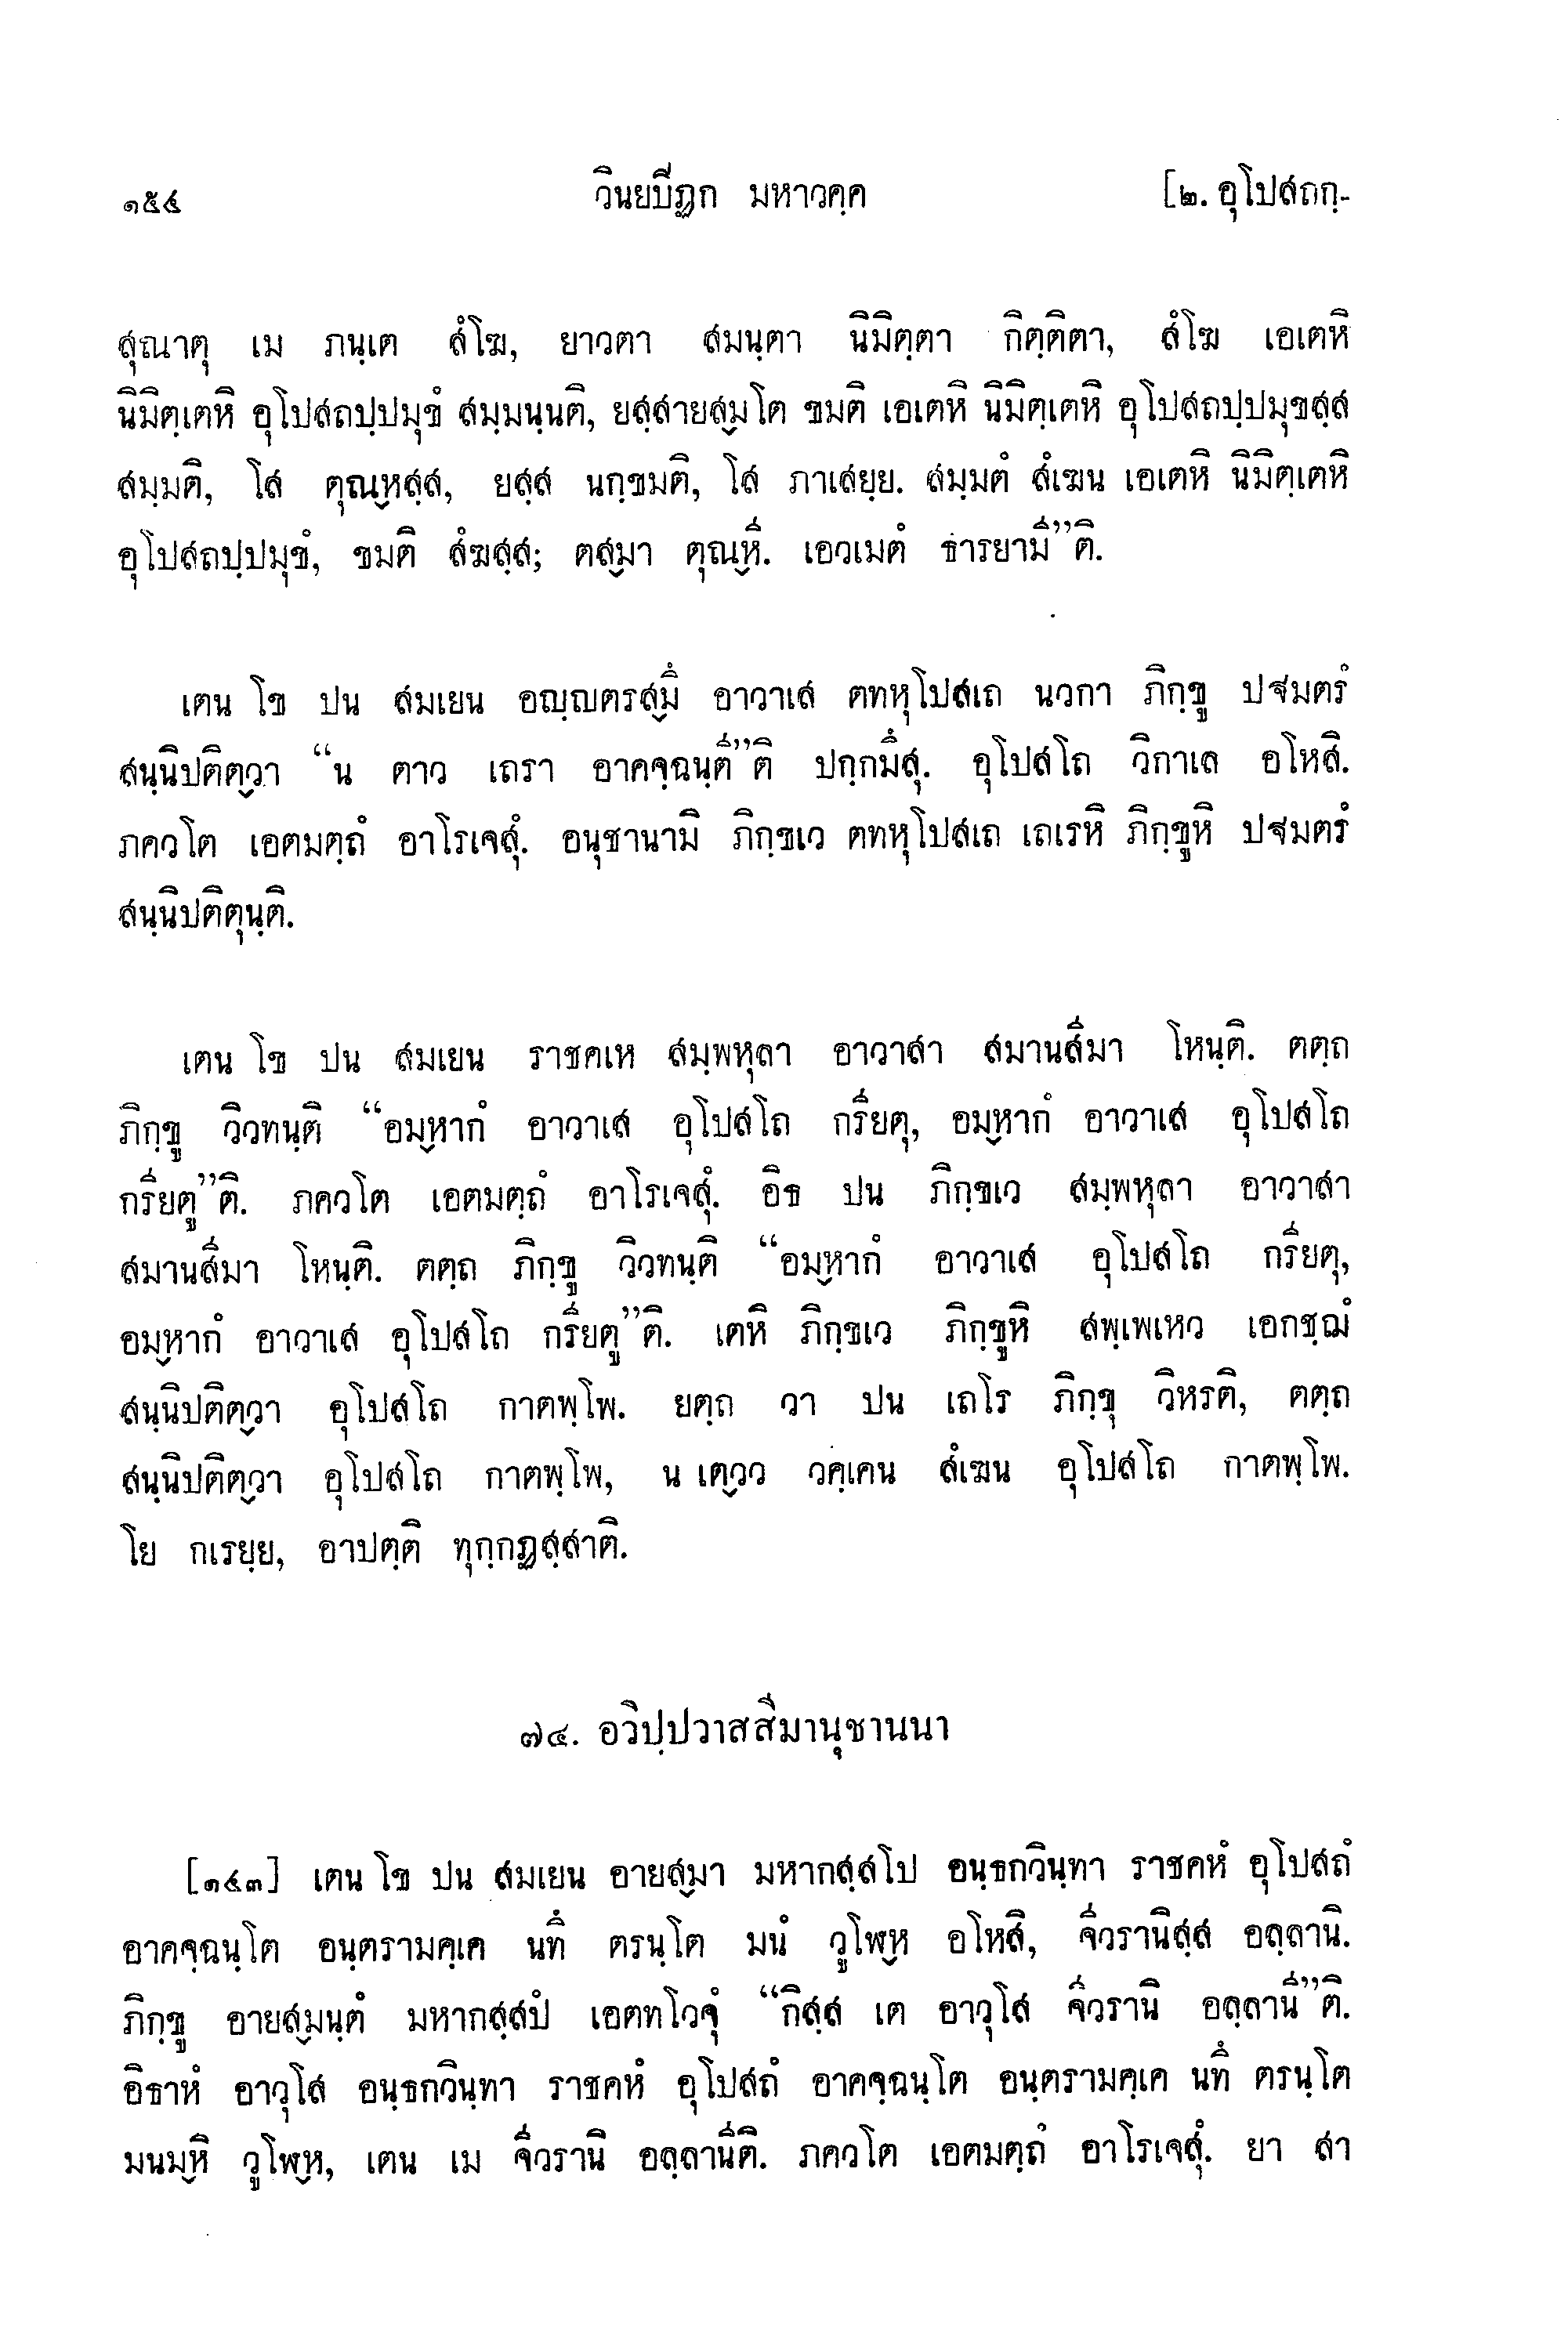 ๑๕๔ วินยปิฏก มหาวคฺค [๒. อุโปสถกฺ-
สุณาตุ เม ภนฺเต สํโฆ, ยาวตา สมนฺตา นิมิตฺตา กิตฺติตา, สํโฆ เอเตหิ
นิมิตฺเตหิ อุโปสถปฺปมุขํ สมฺมนฺนติ, ยสฺสายสฺมโต ขมติ เอเตหิ นิมิตฺเตหิ อุโปสถปฺปมุขสฺส
สมฺมติ, โส ตุณฺหสฺส, ยสฺส นกฺขมติ, โส ภาเสยฺย. สมฺมตํ สํเฆน เอเตหิ นิมิตฺเตหิ
อุโปสถปฺปมุขํ, ขมติ สํฆสฺส; ตสฺมา ตุณฺหี. เอวเมตํ ธารยามี”ติ.
เตน โข ปน สมเยน อญฺญตรสฺมึ อาวาเส ตทหุโปสเถ นวกา ภิกฺขู ปฐมตรํ
สนฺนิปติตฺวา “น ตาว เถรา อาคจฺฉนฺตี”ติ ปกฺกมึสุ. อุโปสโถ วิกาเล อโหสิ.
ภควโต เอตมตฺถํ อาโรเจสุํ. อนุชานามิ ภิกฺขเว ตทหุโปสเถ เถเรหิ ภิกฺขูหิ ปฐมตรํ
สนฺนิปติตุนฺติ.
เตน โข ปน สมเยน ราชคเห สมฺพหุลา อาวาสา สมานสีมา โหนฺติ. ตตฺถ
ภิกฺขู วิวทนฺติ “อมฺหากํ อาวาเส อุโปสโถ กรียตุ, อมฺหากํ อาวาเส อุโปสโถ
กรียตู”ติ. ภควโต เอตมตฺถํ อาโรเจสุํ. อิธ ปน ภิกฺขเว สมฺพหุลา อาวาสา
สมานสีมา โหนฺติ. ตตฺถ ภิกฺขู วิวทนฺติ “อมฺหากํ อาวาเส อุโปสโถ กรียตุ,
อมฺหากํ อาวาเส อุโปสโถ กรียตู”ติ. เตหิ ภิกฺขเว ภิกฺขูหิ สพฺเพเหว เอกชฺฌํ
สนฺนิปติตฺวา อุโปสโถ กาตพฺโพ. ยตฺถ วา ปน เถโร ภิกฺขุ วิหรติ, ตตฺถ
สนฺนิปติตฺวา อุโปสโถ กาตพฺโพ, น เตฺวว วคฺเคน สํเฆน อุโปสโถ กาตพฺโพ.
โย กเรยฺย, อาปตฺติ ทุกฺกฏสฺสาติ.
๗๔. อวิปฺปวาสสีมานุชานนา
[๑๔๓] เตน โข ปน สมเยน อายสฺมา มหากสฺสโป อนฺธกวินฺทา ราชคหํ อุโปสถํ
อาคจฺฉนฺโต อนฺตรามคฺเค นทึ ตรนฺโต มนํ วูโฬฺห อโหสิ, จีวรานิสฺส อลฺลานิ.
ภิกฺขู อายสฺมนฺตํ มหากสฺสปํ เอตทโวจุํ “กิสฺส เต อาวุโส จีวรานิ อลฺลานี”ติ.
อิธาหํ อาวุโส อนฺธกวินฺทา ราชคหํ อุโปสถํ อาคจฺฉนฺโต อนฺตรามคฺเค นทึ ตรนฺโต
มนมฺหิ วูโฬฺห, เตน เม จีวรานิ อลฺลานีติ. ภควโต เอตมตฺถํ อาโรเจสุํ. ยา สา